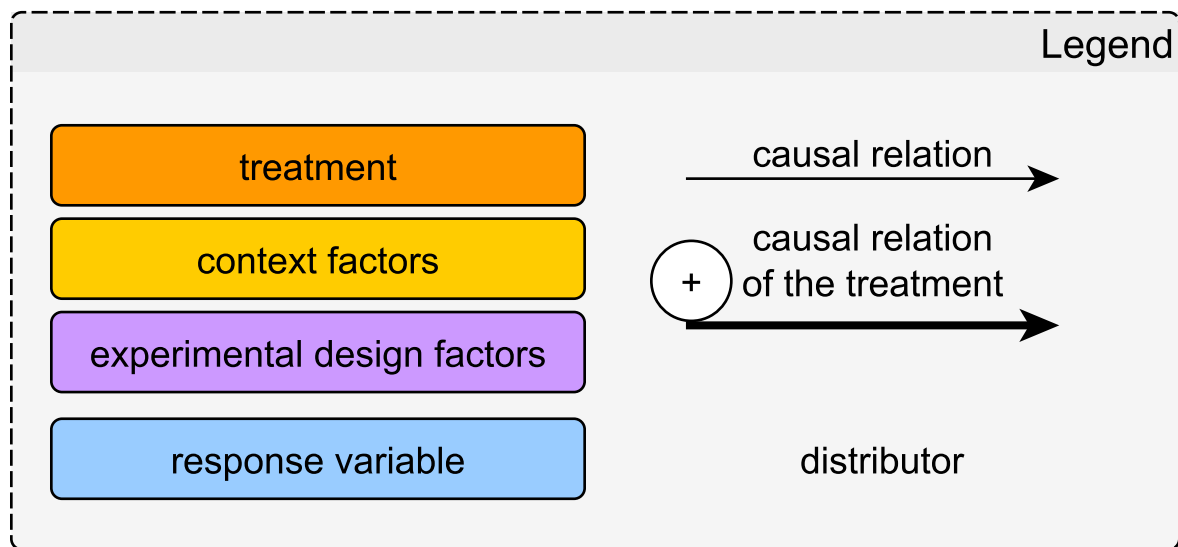 Legend
treatment
context factors
experimental design factors
response variable
causal relation
causal relation
of the treatment
+
distributor